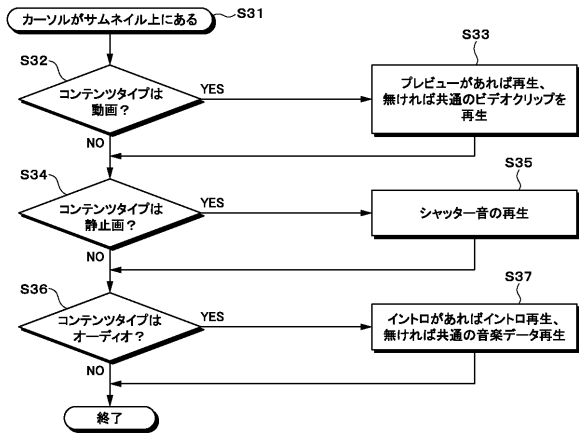 カーソルがサムネイル上にある
S31
S32
コンテンツタイプは
動画?
YES
S33
プレビューがあれば再生、
無ければ共通のビデオクリップを
再生
NO
S34
コンテンツタイプは
静止画?
YES
S35
シャッター音の再生
NO
S36
コンテンツタイプは
オーディオ?
YES
S37
イントロがあればイントロ再生、
無ければ共通の音楽データ再生
NO
終了